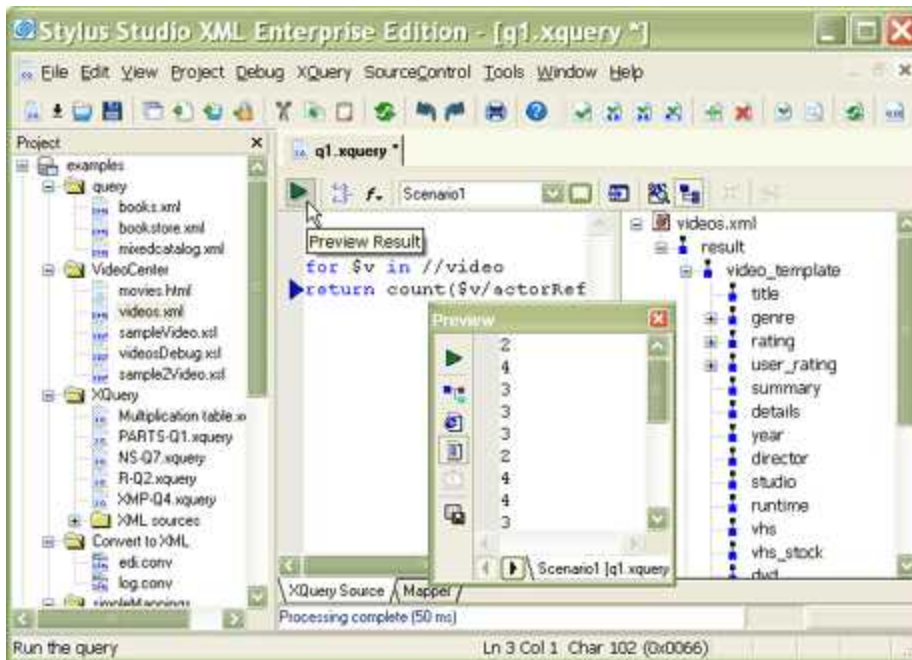 Stylus Studio XML Enterprise Edition - [q1.xquery *]
File Edit View Project Debug XQuery SourceControl Tools Window Help
Project
examples
query
books.xml
bookstore.xml
mixedcatalog.xml
VideoCenter
movies.html
videos.xml
sampleVideo.xsl
videosDebug.xsl
sample2Video.xsl
XQuery
Multiplication table.x
PARTS-Q1.xquery
NS-Q7.xquery
R-Q2.xquery
XMP-Q4.xquery
XML sources
Convert to XML
edi.conv
log.conv
simpleMappings
q1.xquery *
Scenario1
Preview Result
for $v in //video
return count($v/actorRef
Preview
2
4
3
3
3
2
4
4
3
Scenario1 [q1.xquery
XQuery Source
Mapper
Processing complete (50 ms)
videos.xml
result
video_template
title
genre
rating
user_rating
summary
details
year
director
studio
runtime
vhs
vhs_stock
dvd
Run the query
Ln 3 Col 1 Char 102 (0x0066)